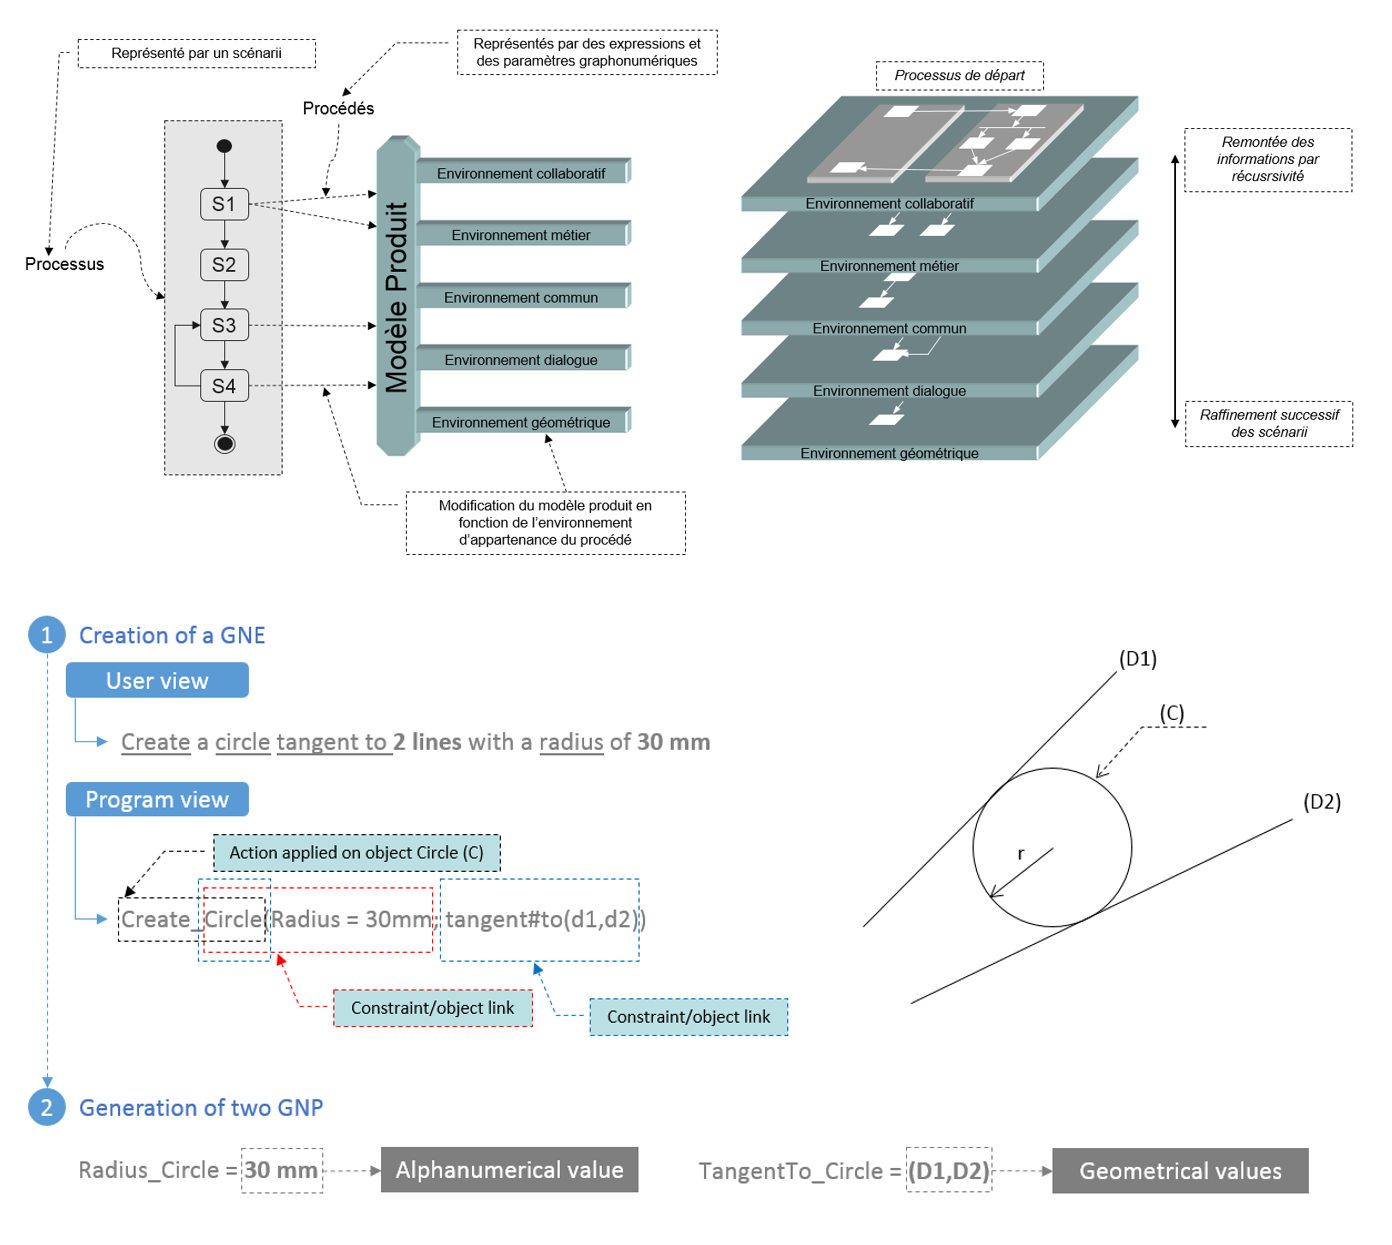 Représenté par un scénarii
Représentés par des expressions et
des paramètres graphonumériques
Procédés
Processus
S1
S2
S3
S4
Modèle Produit
Environnement collaboratif
Environnement métier
Environnement commun
Environnement dialogue
Environnement géométrique
Modification du modèle produit en
fonction de l'environnement
d'appartenance du procédé
Processus de départ
Environnement collaboratif
Environnement métier
Environnement commun
Environnement dialogue
Environnement géométrique
Remontée des
informations par
récusrsivité
Raffinement successif
des scénarii
1 Creation of a GNE
User view
Create a circle tangent to 2 lines with a radius of 30 mm
Program view
Action applied on object Circle (C)
Create_Circle(Radius = 30mm, tangent#to(d1,d2))
Constraint/object link
Constraint/object link
(D1)
(C)
(D2)
r
2 Generation of two GNP
Radius_Circle = 30 mm
Alphanumerical value
TangentTo_Circle = (D1,D2)
Geometrical values